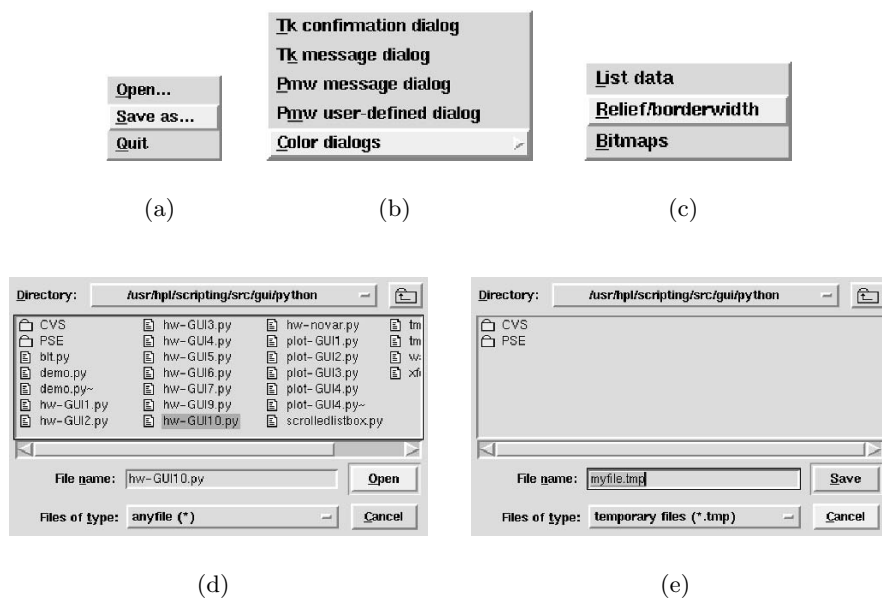 Open...
Save as...
Quit
(a)
Tk confirmation dialog
Tk message dialog
Pmw message dialog
Pmw user-defined dialog
Color dialogs
(b)
List data
Relief/borderwidth
Bitmaps
(c)
Directory: /usr/hpl/scripting/src/gui/python
CVS hw-GUI3.py hw-novar.py tm
PSE hw-GUI4.py plot-GUI1.py tm
blt.py hw-GUI5.py plot-GUI2.py
demo.py hw-GUI6.py plot-GUI3.py
demo.py~ hw-GUI7.py plot-GUI4.py
hw-GUI1.py hw-GUI9.py plot-GUI4.py~
hw-GUI2.py hw-GUI10.py scrolledlistbox.py
File name: hw-GUI10.py Open
Files of type: anyfile (*) Cancel
(d)
Directory: /usr/hpl/scripting/src/gui/python
CVS
PSE
File name: myfile.tmp Save
Files of type: temporary files (*.tmp) Cancel
(e)